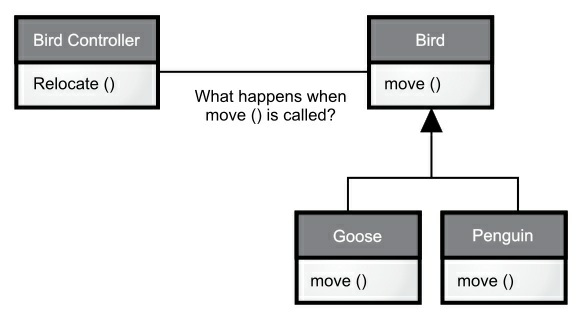 Bird Controller
Relocate ()
What happens when
move () is called?
Bird
move ()
Goose
move ()
Penguin
move ()